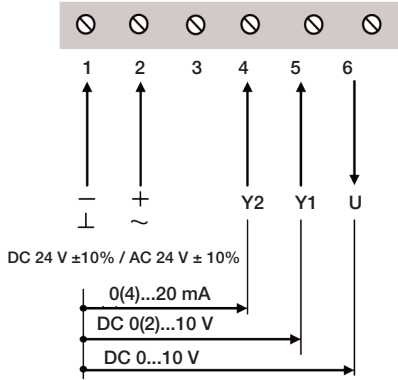 1 2 3 4 5 6
− + Y2 Y1 U
⊥ ~
DC 24 V ±10% / AC 24 V ± 10%
0(4)...20 mA
DC 0(2)...10 V
DC 0...10 V